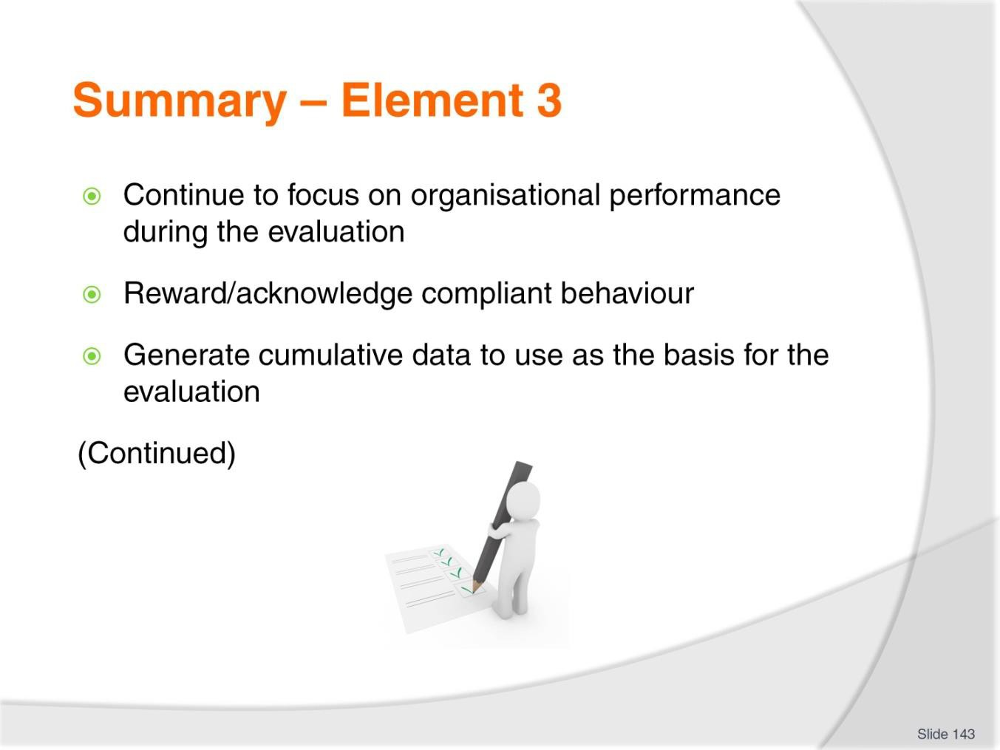 Summary – Element 3
Continue to focus on organisational performance
during the evaluation
Reward/acknowledge compliant behaviour
Generate cumulative data to use as the basis for the
evaluation
(Continued)
Slide 143